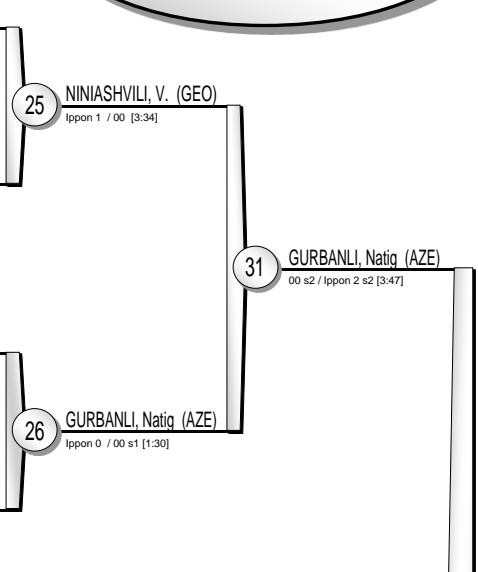 25
NINIASHVILI, V. (GEO)
Ippon 1 / 00 [3:34]
31
GURBANLI, Natig (AZE)
00 s2 / Ippon 2 s2 [3:47]
26
GURBANLI, Natig (AZE)
Ippon 0 / 00 s1 [1:30]